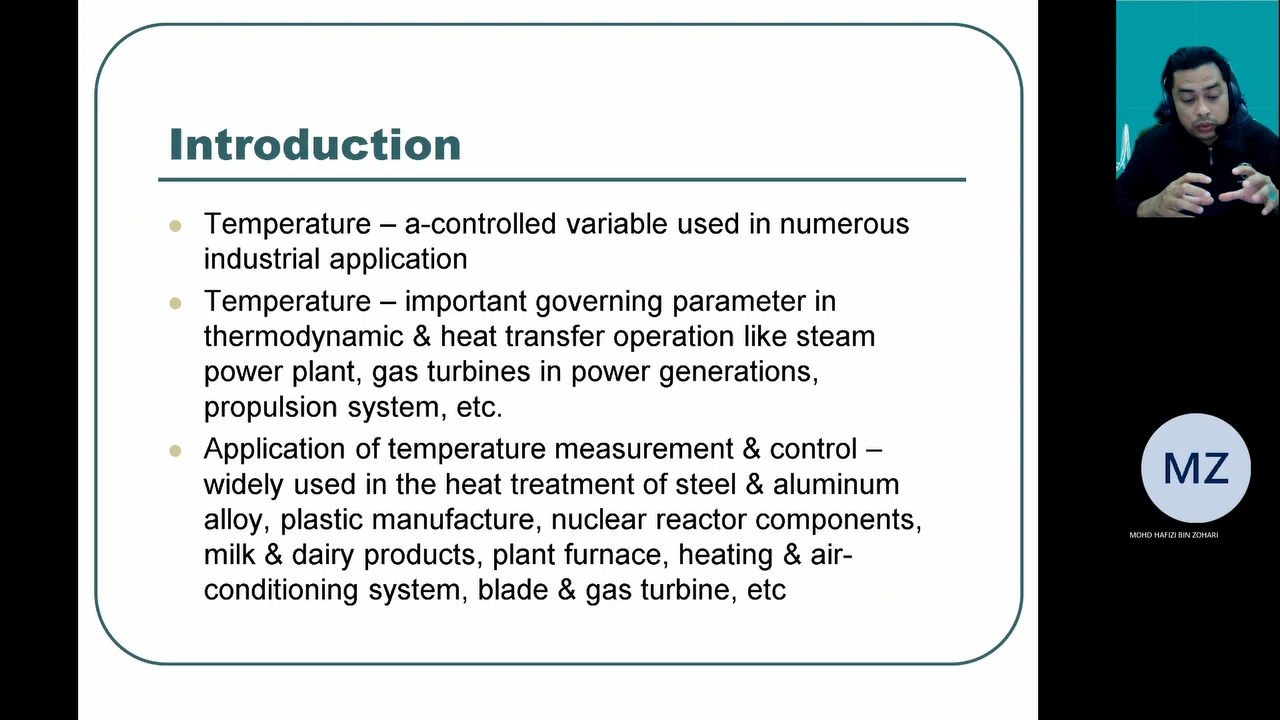 Introduction
Temperature – a-controlled variable used in numerous
industrial application
Temperature – important governing parameter in
thermodynamic & heat transfer operation like steam
power plant, gas turbines in power generations,
propulsion system, etc.
Application of temperature measurement & control –
widely used in the heat treatment of steel & aluminum
alloy, plastic manufacture, nuclear reactor components,
milk & dairy products, plant furnace, heating & air-
conditioning system, blade & gas turbine, etc
MZ
MOHD HAFIZI BIN ZOHARI